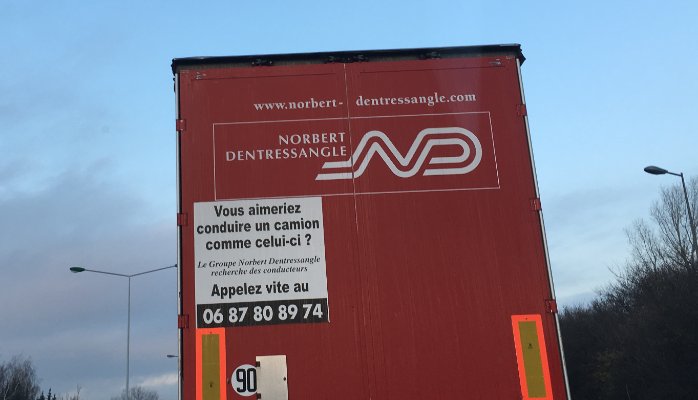 www.norbert- dentressangle.com
NORBERT
DENTRESSANGLE
ND
Vous aimeriez
conduire un camion
comme celui-ci ?
Le Groupe Norbert Dentressangle
recherche des conducteurs
Appelez vite au
06 87 80 89 74
90